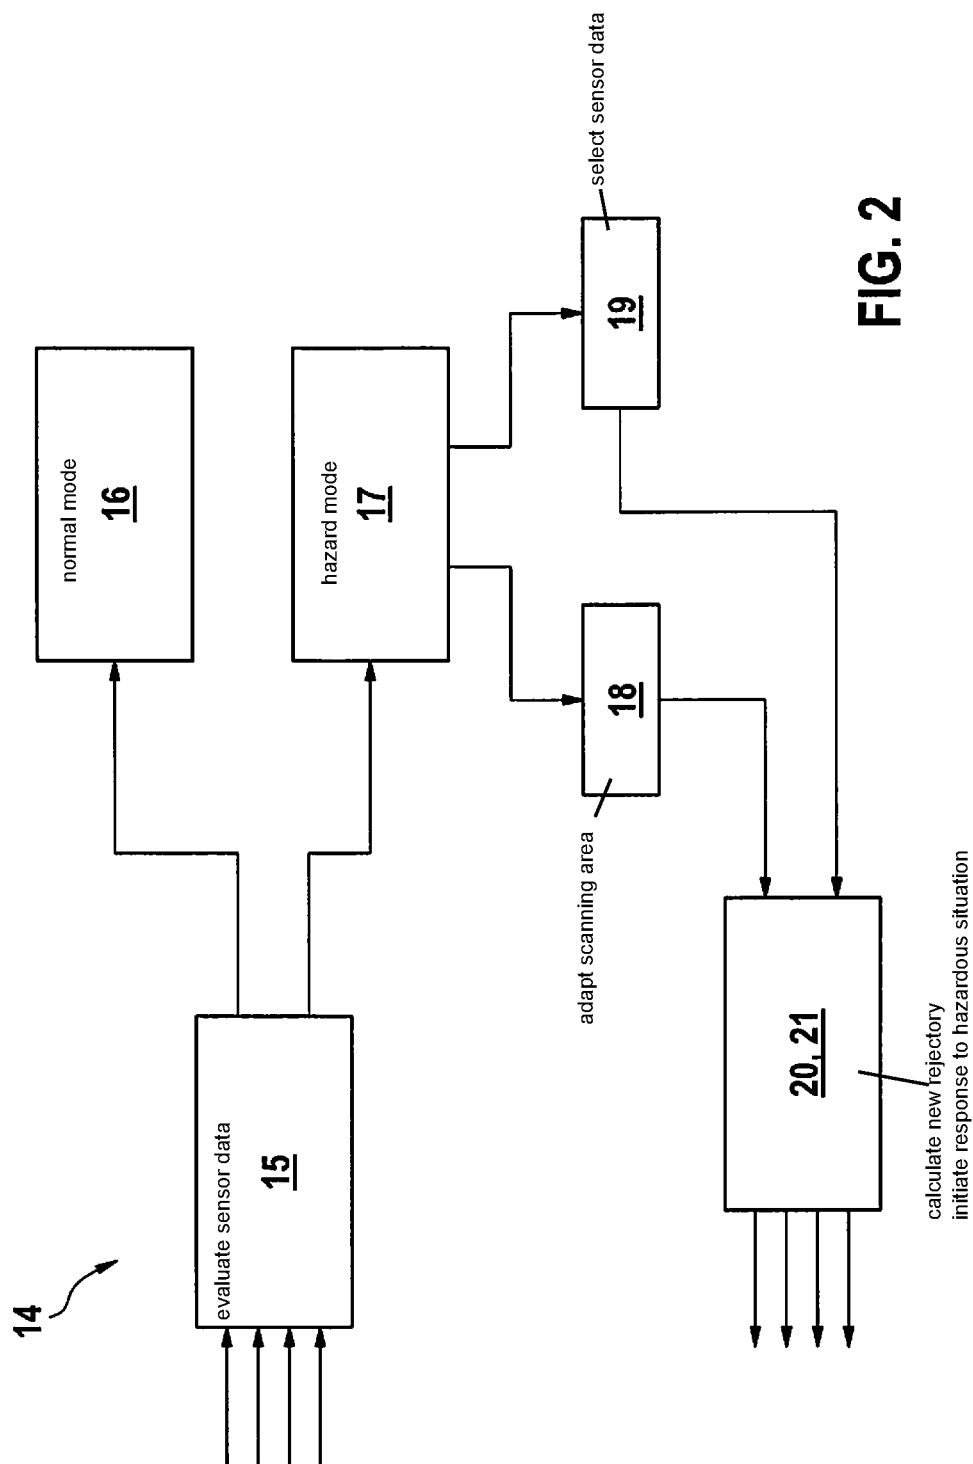 14
evaluate sensor data
15
normal mode
16
hazard mode
17
adapt scanning area
18
select sensor data
19
20, 21
calculate new rejectory
initiate response to hazardous situation
FIG. 2